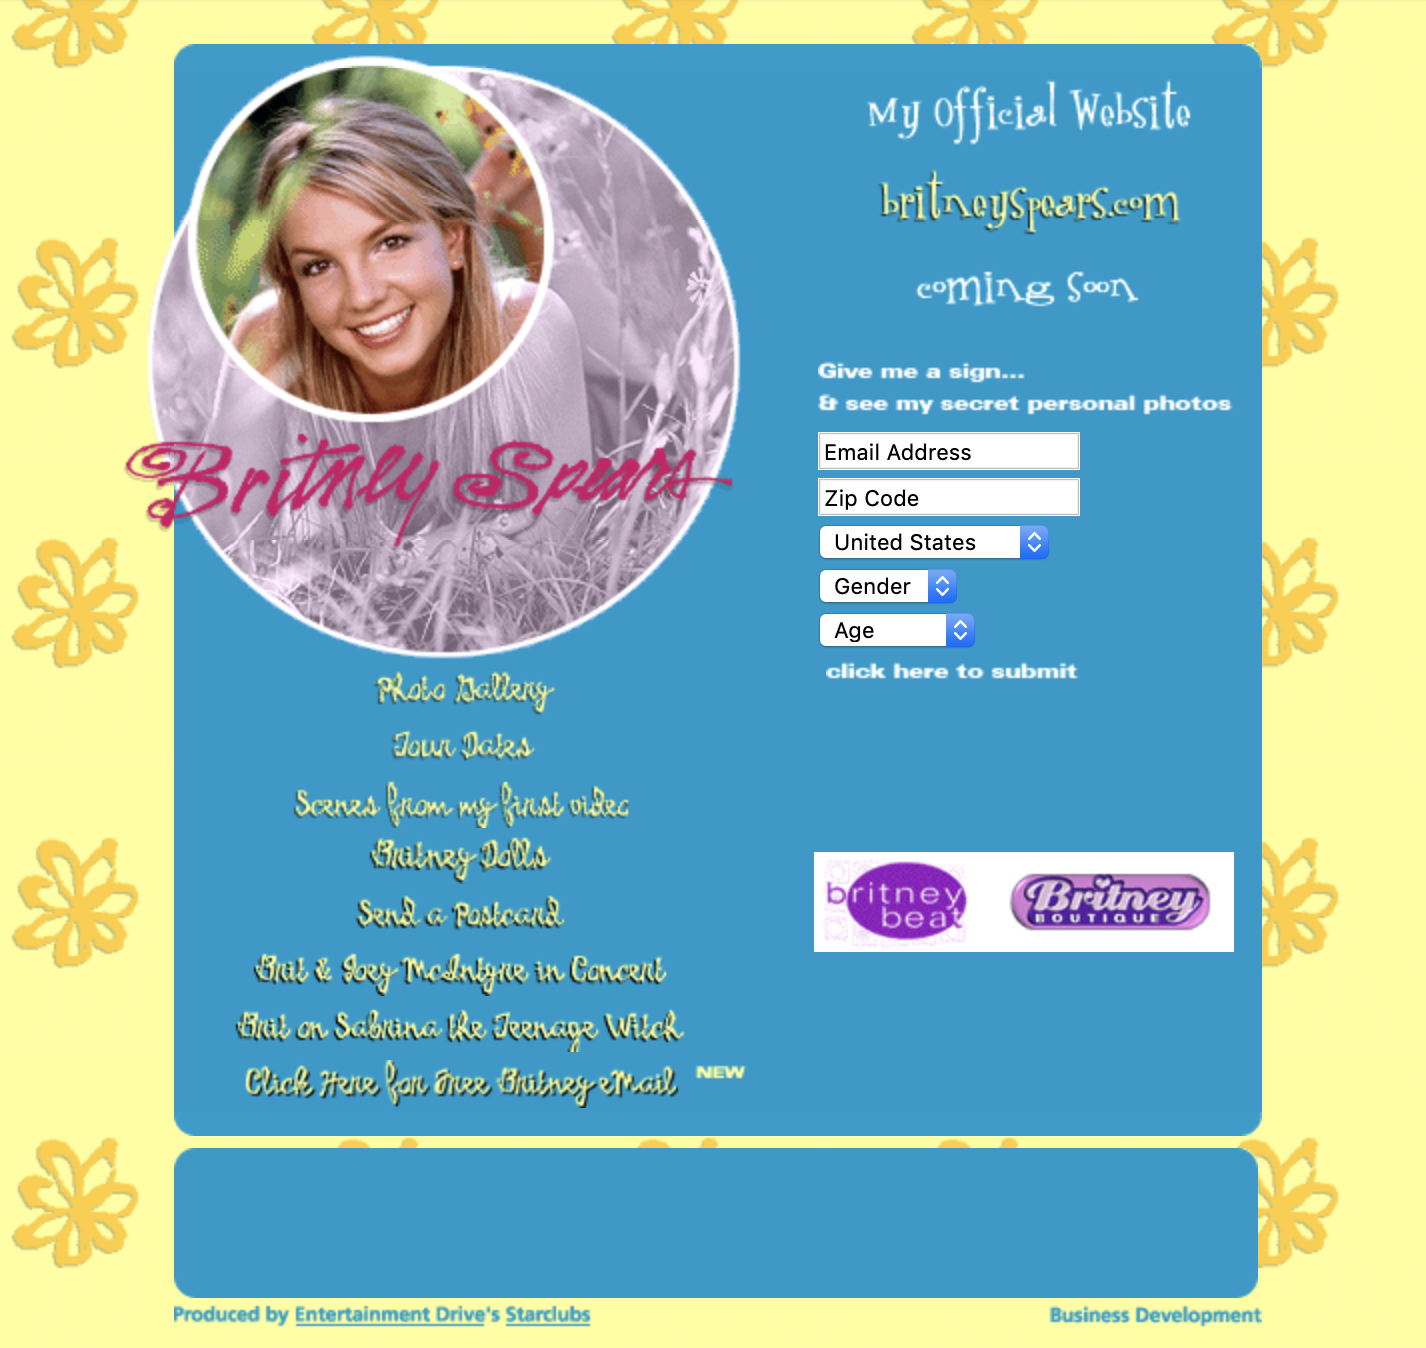 My Official Website
britneyspears.com
coming soon
Give me a sign...
& see my secret personal photos
Email Address
Zip Code
United States
Gender
Age
click here to submit
Britney Spears
Photo Gallery
Tour Dates
Scenes from my first video
Britney Dolls
Send a Postcard
Brit & Joey McIntyre in Concert
Brit on Sabrina the Teenage Witch
Click Here for Free Britney eMail NEW
britney
beat
Britney
BOUTIQUE
Produced by Entertainment Drive's Starclubs
Business Development